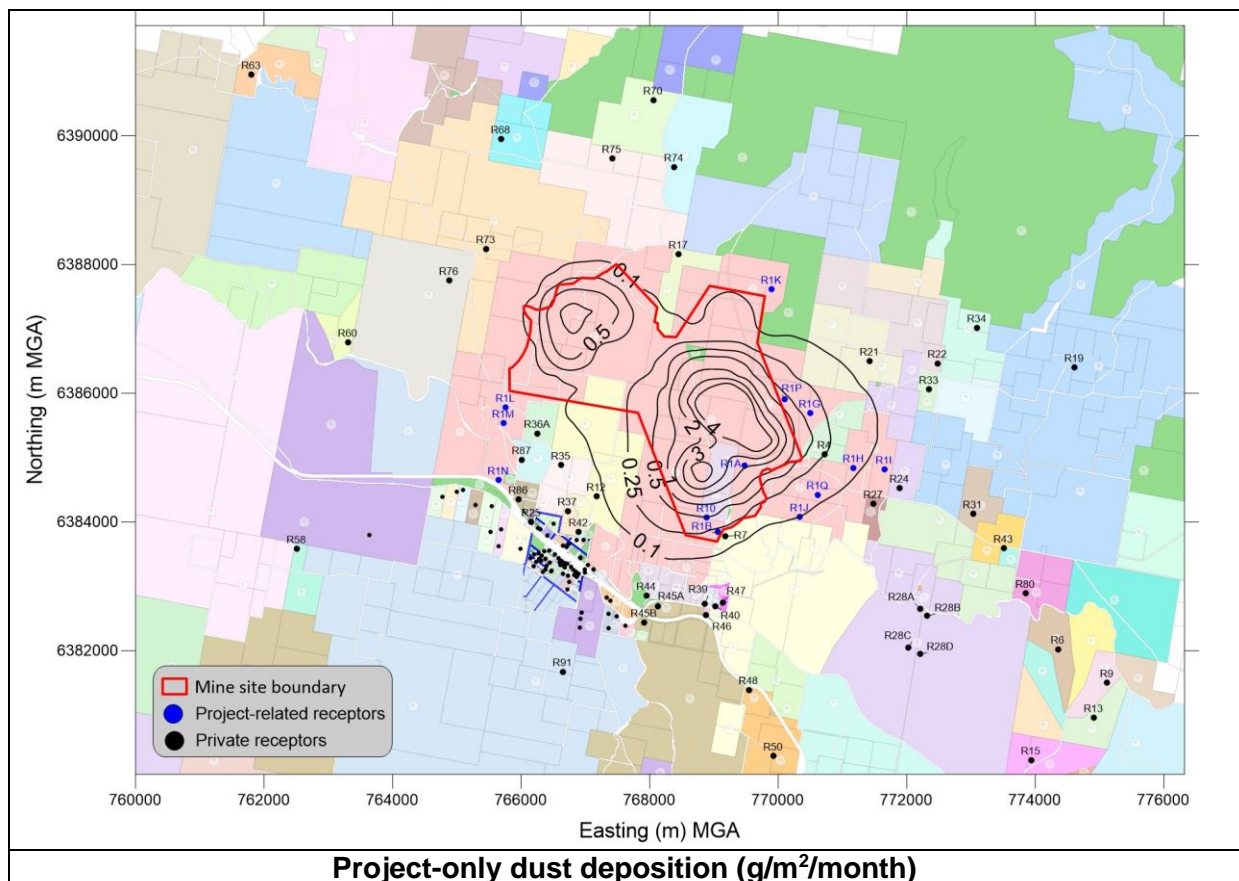 R63
R70
6390000
R68
R75
R74
6388000
R73
R17
R76
0.1
R1K
0.5
R34
R60
R21
R22
R19
6386000
R33
R1P
R1L
R1G
R1M
R36A
4
2
R4
3
R87
R35
R1A
R1H
R1I
R1N
0.5
1
R24
R86
R12
0.25
R1Q
R27
6384000
R25
R37
R10
R1J
R31
R42
R1B
R7
0.1
R58
R43
R44
R45A
R39
R47
R80
R28A
R28B
R45B
R40
R46
6382000
R28C
R28D
R6
R91
R9
R48
R13
R50
R15
Northing (m MGA)
Mine site boundary
Project-related receptors
Private receptors
760000 762000 764000 766000 768000 770000 772000 774000 776000
Easting (m) MGA
Project-only dust deposition (g/m²/month)